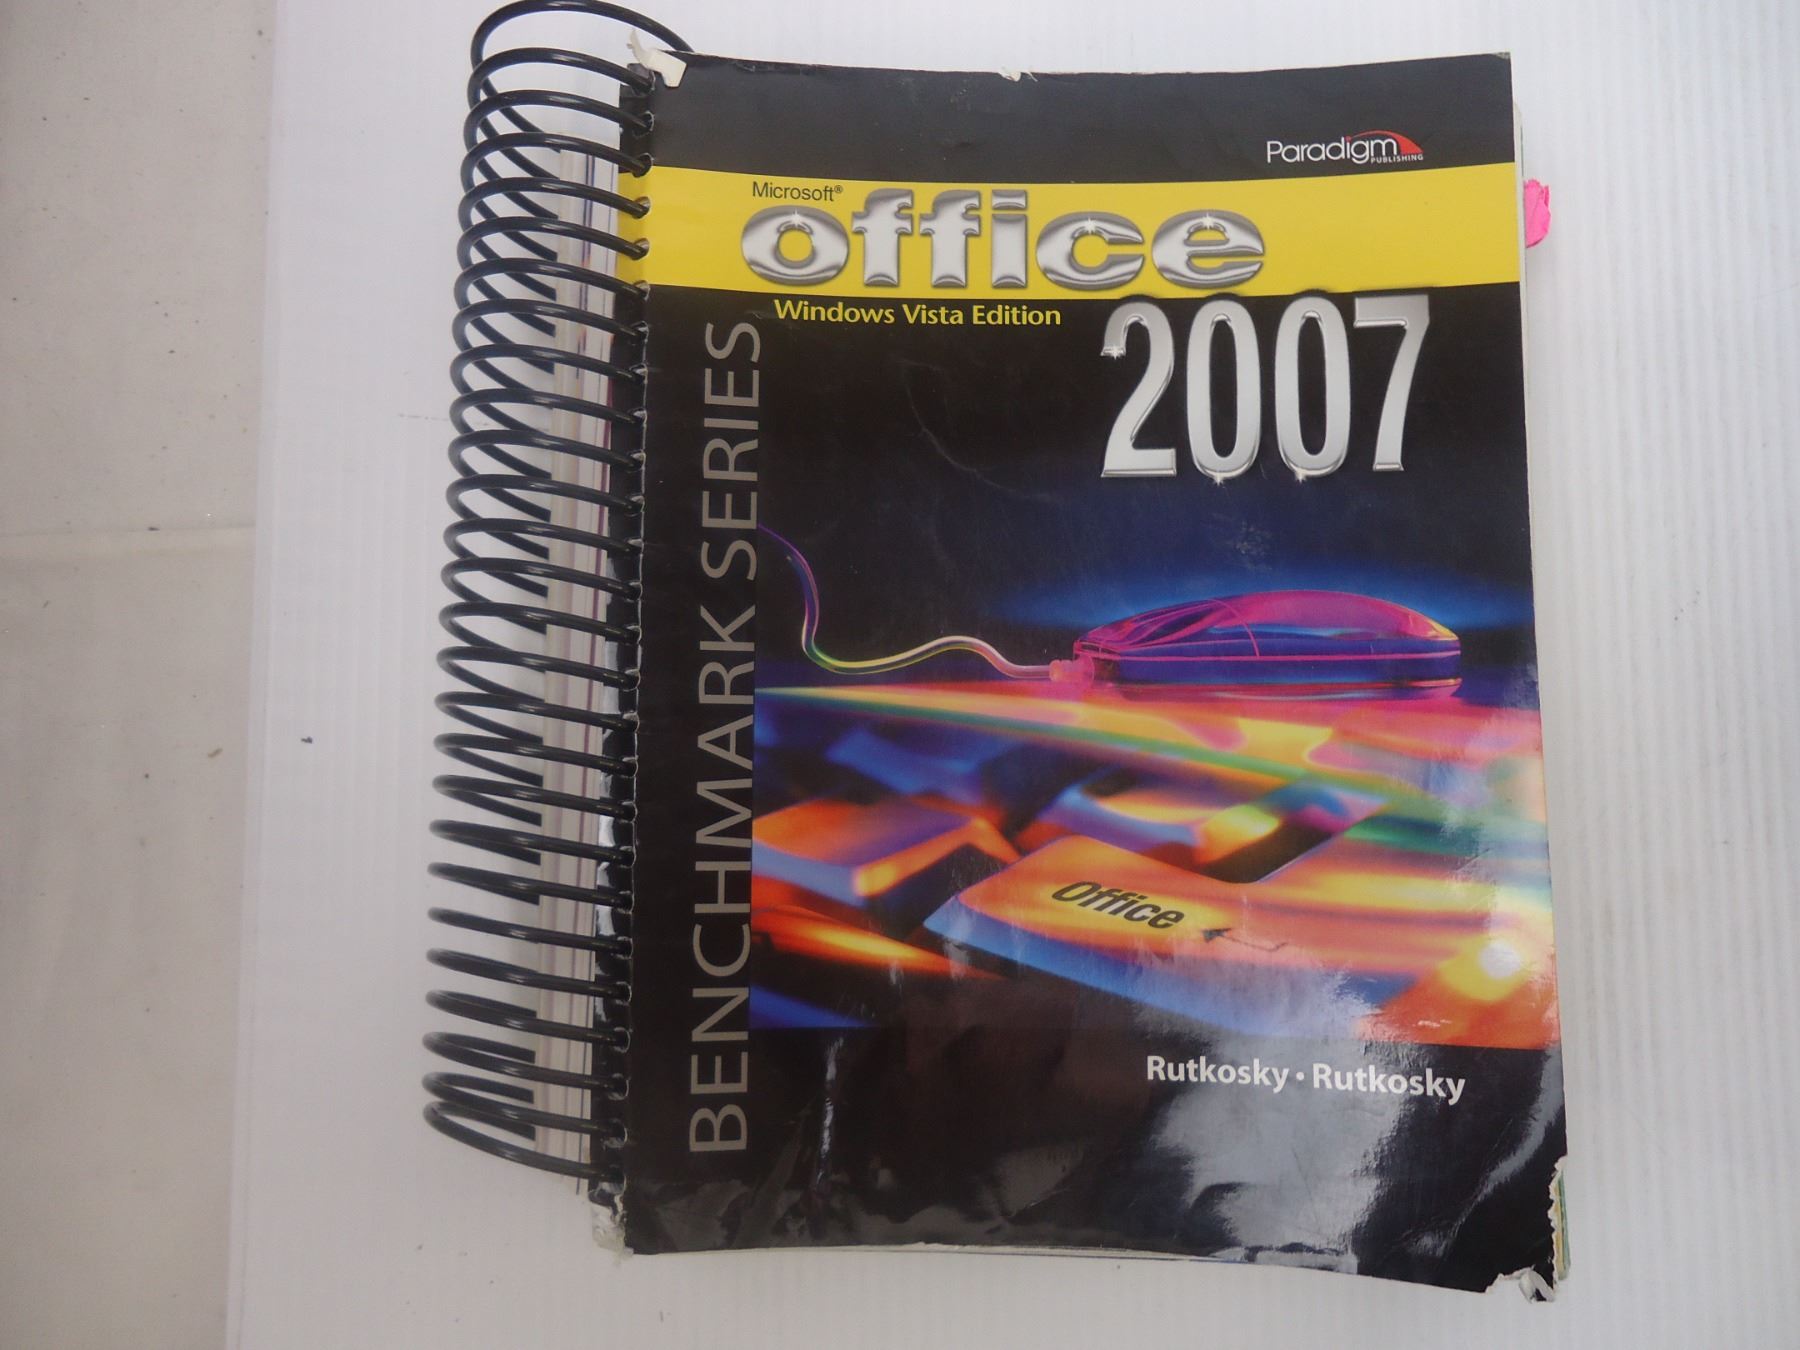 Paradigm
PUBLISHING
Microsoft®
office
Windows Vista Edition
2007
BENCHMARK SERIES
Office
Rutkosky • Rutkosky